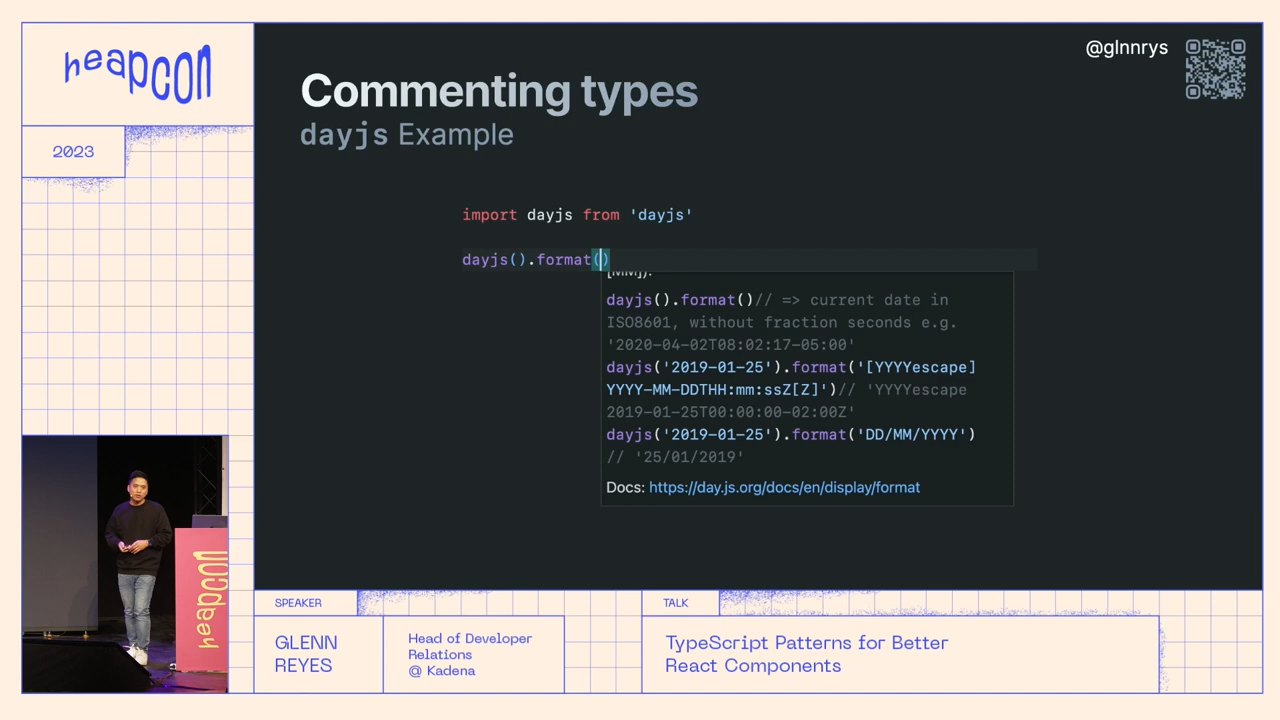 heapcon
2023
@glnnrys
Commenting types
dayjs Example
import dayjs from 'dayjs'
dayjs().format()
[MM]).
dayjs().format()// => current date in
ISO8601, without fraction seconds e.g.
'2020-04-02T08:02:17-05:00'
dayjs('2019-01-25').format('[YYYYescape]
YYYY-MM-DDTHH:mm:ssZ[Z]')// 'YYYYescape
2019-01-25T00:00:00-02:00Z'
dayjs('2019-01-25').format('DD/MM/YYYY')
// '25/01/2019'
Docs: https://day.js.org/docs/en/display/format
heapcon
SPEAKER
GLENN
REYES
Head of Developer
Relations
@ Kadena
TALK
TypeScript Patterns for Better
React Components